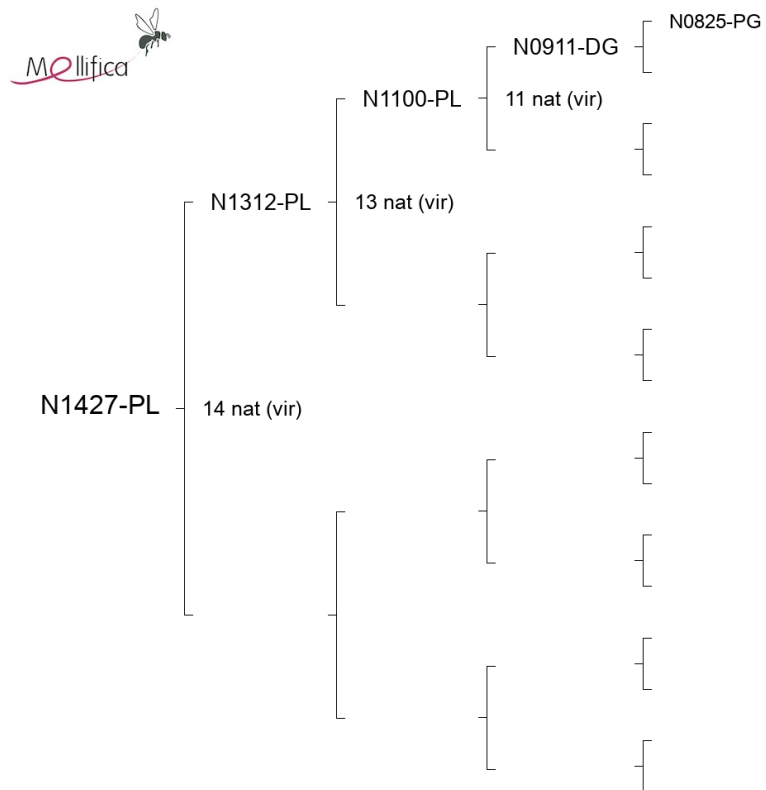 Mellifica
N0825-PG
N0911-DG
N1100-PL
11 nat (vir)
N1312-PL
13 nat (vir)
N1427-PL
14 nat (vir)